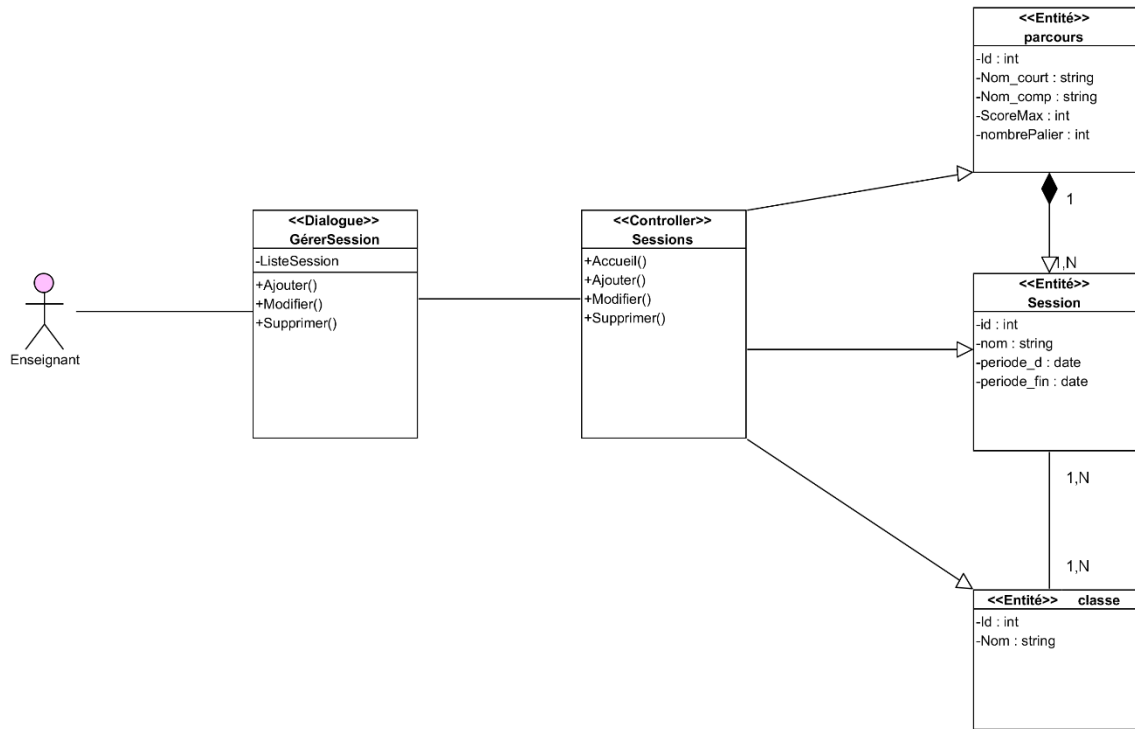 <<Entité>>
parcours
-Id : int
-Nom_court : string
-Nom_comp : string
-ScoreMax : int
-nombrePalier : int
1
1,N
<<Dialogue>>
GérerSession
-ListeSession
+Ajouter()
+Modifier()
+Supprimer()
<<Controller>>
Sessions
+Accueil()
+Ajouter()
+Modifier()
+Supprimer()
<<Entité>>
Session
-id : int
-nom : string
-periode_d : date
-periode_fin : date
Enseignant
1,N
1,N
<<Entité>> classe
-Id : int
-Nom : string